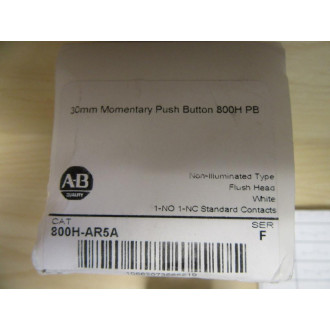 30mm Momentary Push Button 800H PB
A-B
QUALITY
Non-Illuminated Type
Flush Head
White
1-NO 1-NC Standard Contacts
CAT SER
800H-AR5A F